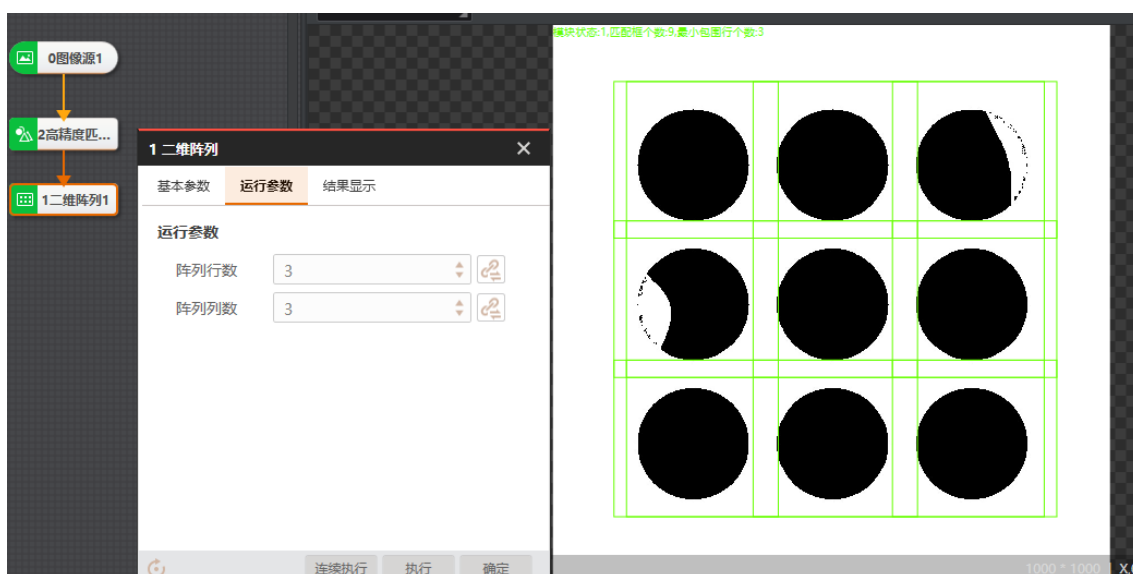 模块状态:1,匹配框个数:9,最小包围行个数:3
0图像源1
2高精度匹...
1二维阵列1
1 二维阵列
基本参数 运行参数 结果显示
运行参数
阵列行数 3
阵列列数 3
连续执行 执行 确定
1000 * 1000 | X: